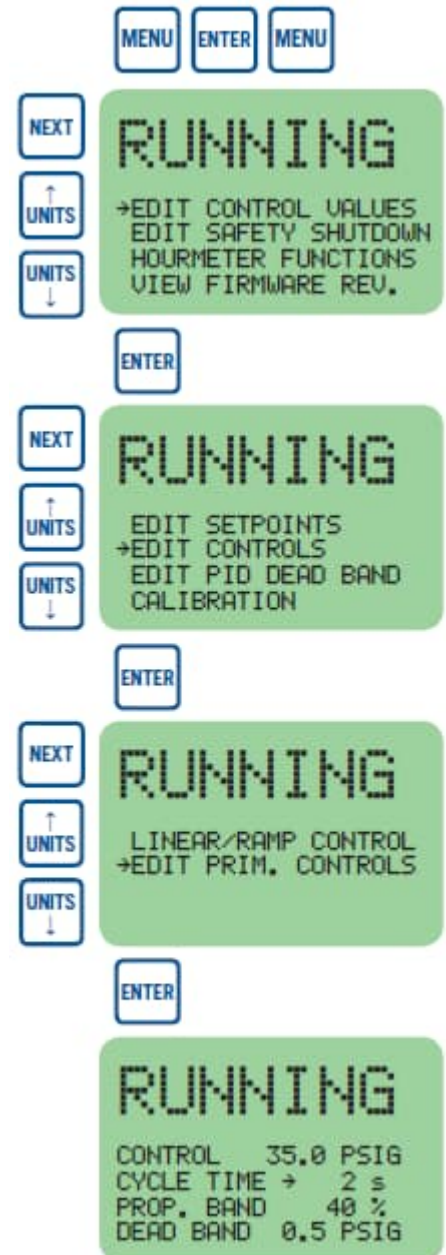 MENU ENTER MENU
NEXT
↑
UNITS
UNITS
↓
RUNNING
→EDIT CONTROL VALUES
EDIT SAFETY SHUTDOWN
HOURMETER FUNCTIONS
VIEW FIRMWARE REV.
ENTER
NEXT
↑
UNITS
UNITS
↓
RUNNING
EDIT SETPOINTS
→EDIT CONTROLS
EDIT PID DEAD BAND
CALIBRATION
ENTER
NEXT
↑
UNITS
UNITS
↓
RUNNING
LINEAR/RAMP CONTROL
→EDIT PRIM. CONTROLS
ENTER
RUNNING
CONTROL 35.0 PSIG
CYCLE TIME → 2 s
PROP. BAND 40 %
DEAD BAND 0.5 PSIG